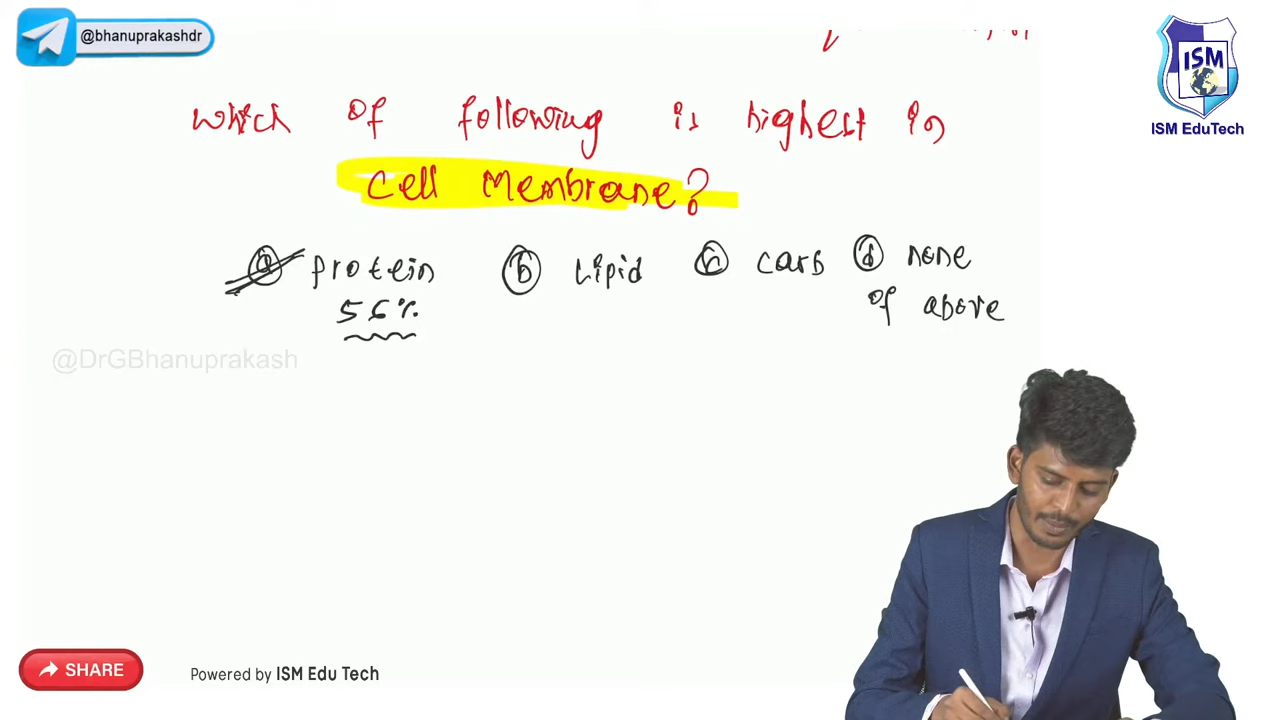 @bhanuprakashdr
ISM
ISM EduTech
which of following is highest in
cell Membrane?
a protein b Lipid c carb d none
56% of above
@DrGBhanuprakash
SHARE
Powered by ISM Edu Tech